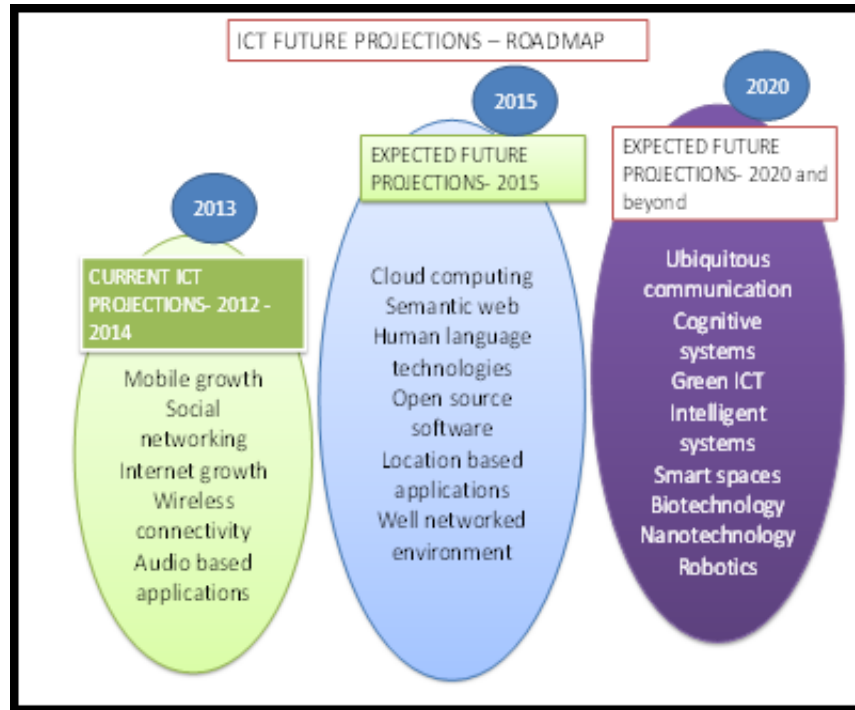 ICT FUTURE PROJECTIONS – ROADMAP
2013
CURRENT ICT
PROJECTIONS- 2012 -
2014
Mobile growth
Social
networking
Internet growth
Wireless
connectivity
Audio based
applications
2015
EXPECTED FUTURE
PROJECTIONS- 2015
Cloud computing
Semantic web
Human language
technologies
Open source
software
Location based
applications
Well networked
environment
2020
EXPECTED FUTURE
PROJECTIONS- 2020 and
beyond
Ubiquitous
communication
Cognitive
systems
Green ICT
Intelligent
systems
Smart spaces
Biotechnology
Nanotechnology
Robotics